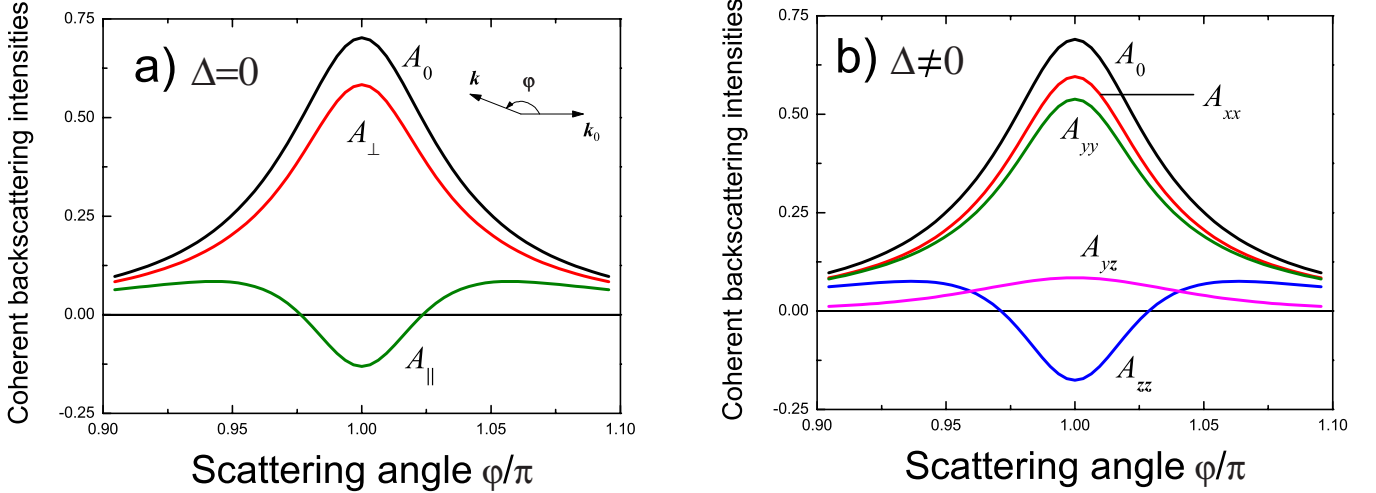 Coherent backscattering intensities
0.75
0.50
0.25
0.00
-0.25
a) Δ=0
A0
A⊥
A||
k
φ
k0
0.90
0.95
1.00
1.05
1.10
Scattering angle φ/π
Coherent backscattering intensities
0.75
0.50
0.25
0.00
-0.25
b) Δ≠0
A0
Axx
Ayy
Ayz
Azz
0.90
0.95
1.00
1.05
1.10
Scattering angle φ/π